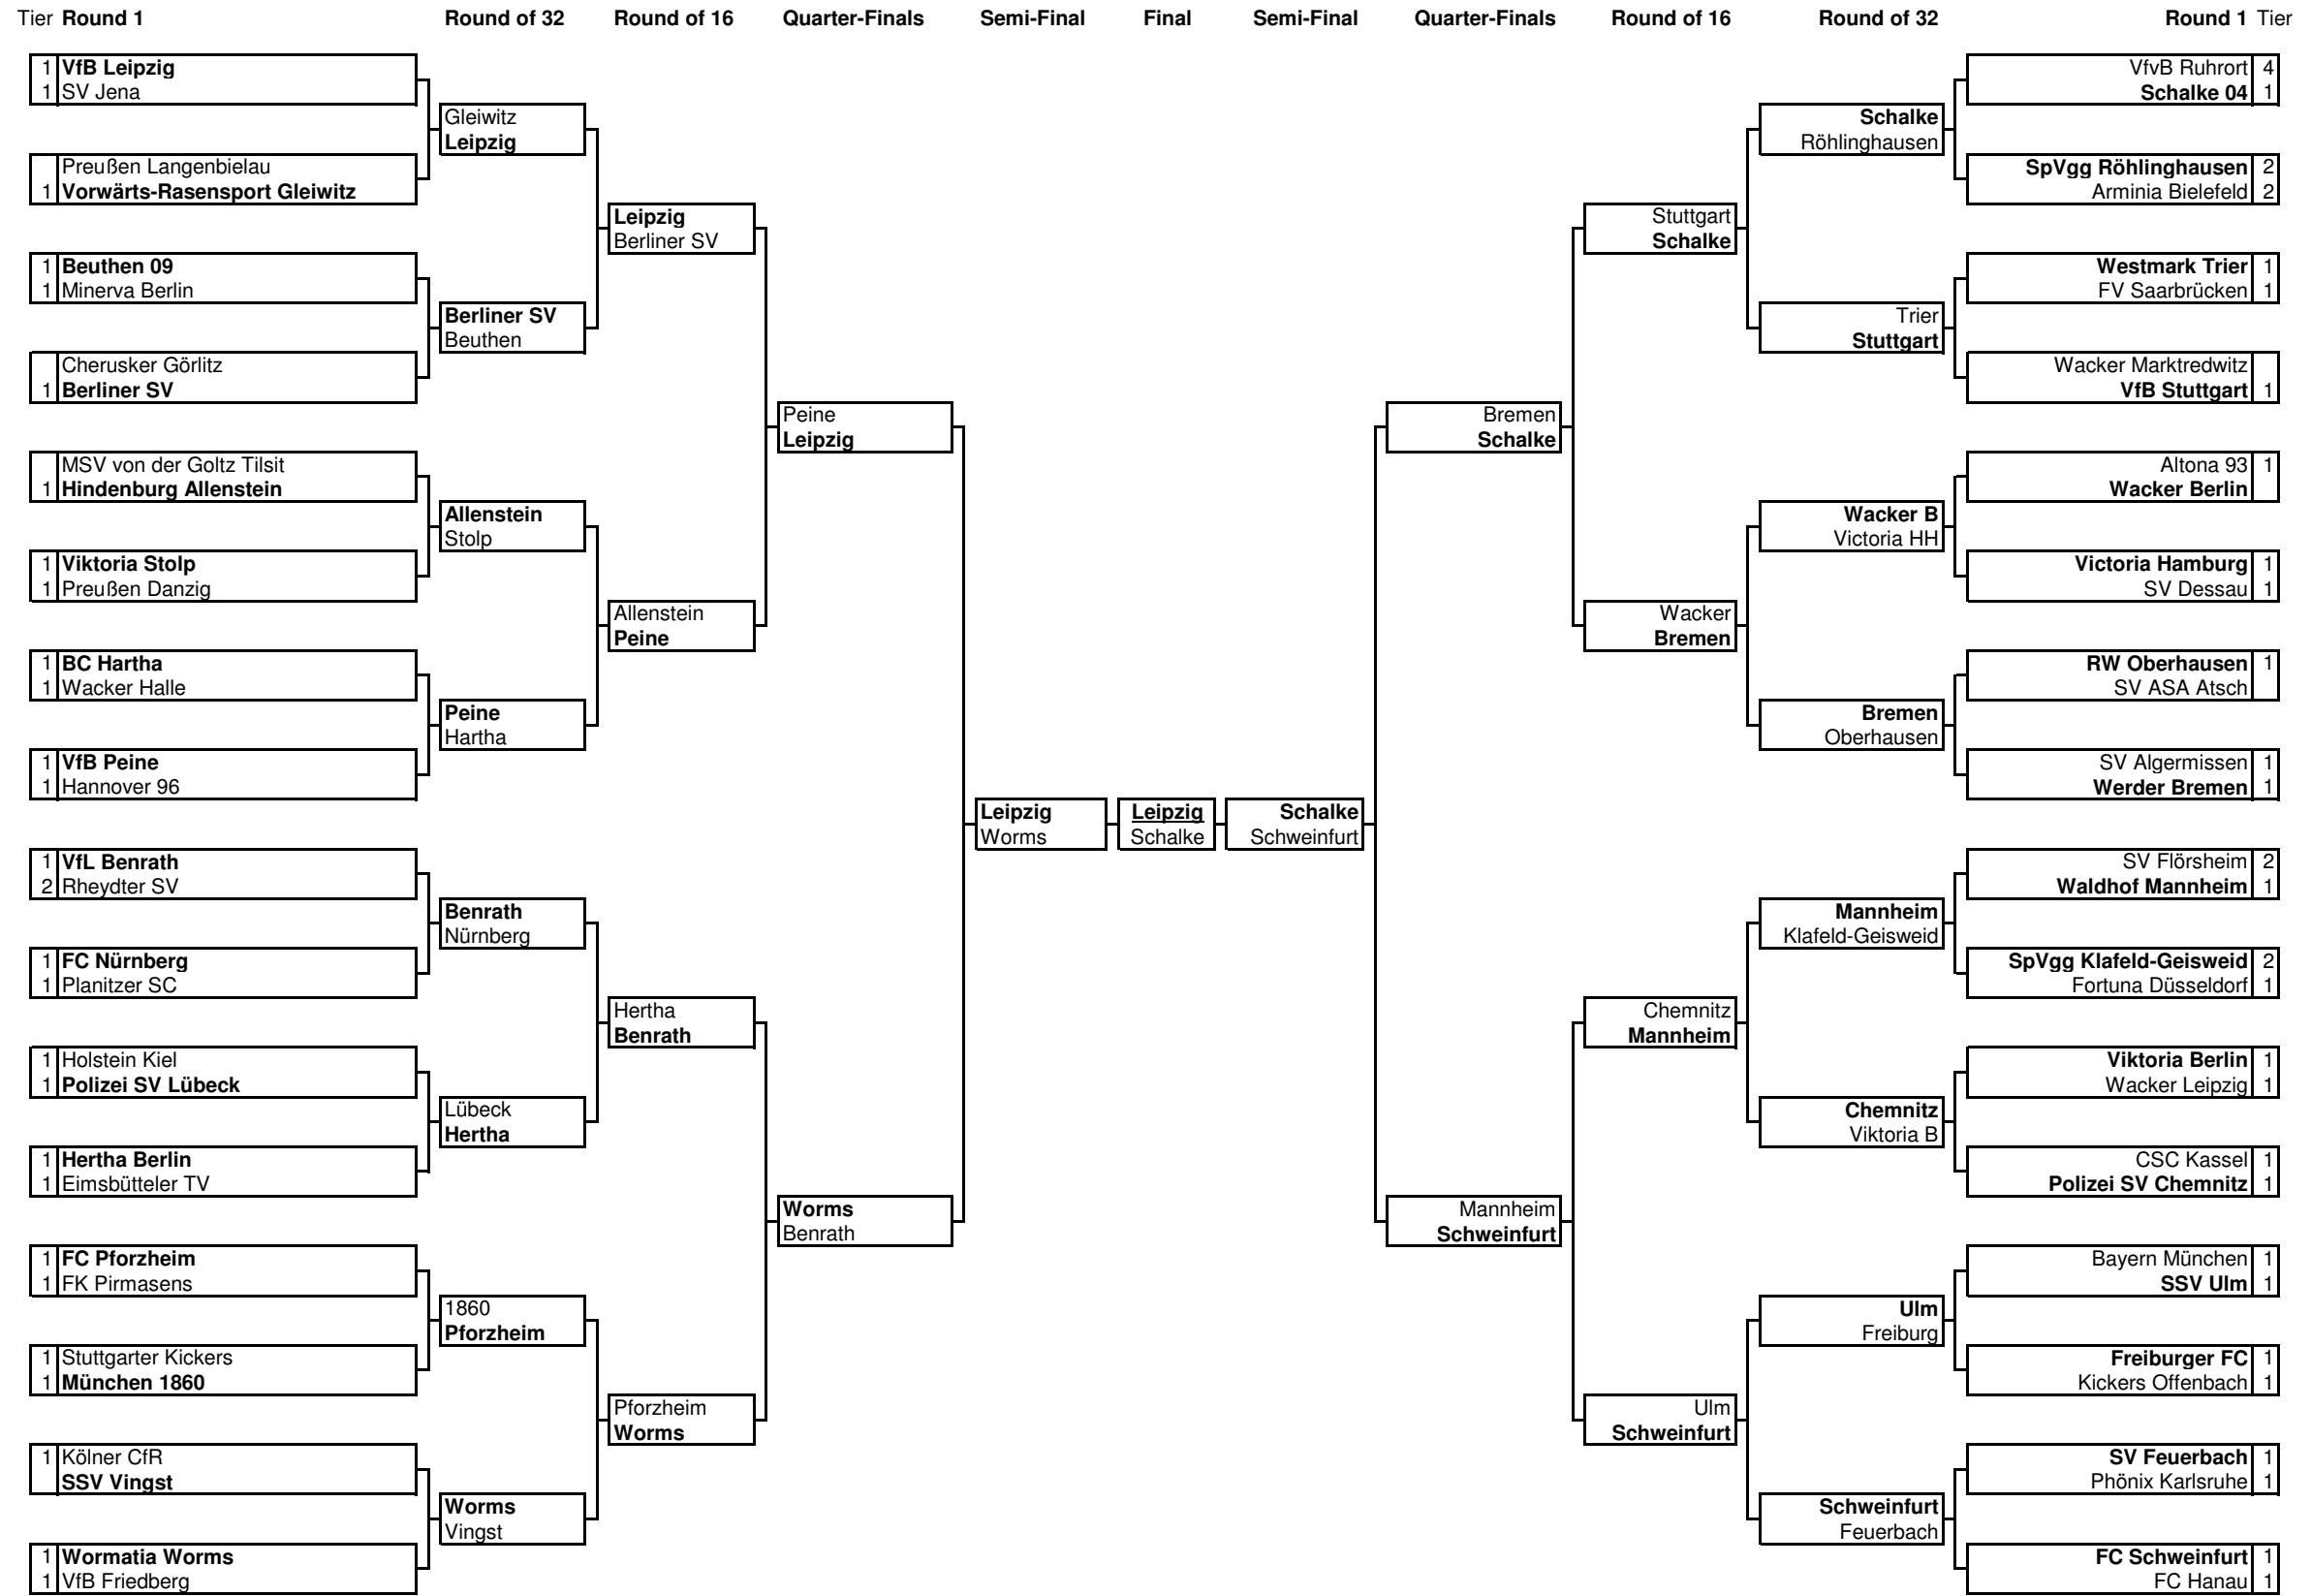 Tier Round 1 Round of 32 Round of 16 Quarter-Finals Semi-Final Final Semi-Final Quarter-Finals Round of 16 Round of 32 Round 1 Tier
1 VfB Leipzig
1 SV Jena
Preußen Langenbielau
1 Vorwärts-Rasensport Gleiwitz
1 Beuthen 09
1 Minerva Berlin
Cherusker Görlitz
1 Berliner SV
MSV von der Goltz Tilsit
1 Hindenburg Allenstein
1 Viktoria Stolp
1 Preußen Danzig
1 BC Hartha
1 Wacker Halle
1 VfB Peine
1 Hannover 96
1 VfL Benrath
2 Rheydter SV
1 FC Nürnberg
1 Planitzer SC
1 Holstein Kiel
1 Polizei SV Lübeck
1 Hertha Berlin
1 Eimsbütteler TV
1 FC Pforzheim
1 FK Pirmasens
1 Stuttgarter Kickers
1 München 1860
1 Kölner CfR
SSV Vingst
1 Wormatia Worms
1 VfB Friedberg
Gleiwitz
Leipzig
Berliner SV
Beuthen
Allenstein
Stolp
Peine
Hartha
Benrath
Nürnberg
Lübeck
Hertha
1860
Pforzheim
Worms
Vingst
Leipzig
Berliner SV
Allenstein
Peine
Hertha
Benrath
Pforzheim
Worms
Peine
Leipzig
Worms
Benrath
Leipzig
Worms
Leipzig
Schalke
Schalke
Schweinfurt
Bremen
Schalke
Mannheim
Schweinfurt
Stuttgart
Schalke
Wacker
Bremen
Chemnitz
Mannheim
Ulm
Schweinfurt
Schalke
Röhlinghausen
Trier
Stuttgart
Wacker B
Victoria HH
Bremen
Oberhausen
Mannheim
Klafeld-Geisweid
Chemnitz
Viktoria B
Ulm
Freiburg
Schweinfurt
Feuerbach
VfvB Ruhrort 4
Schalke 04 1
SpVgg Röhlinghausen 2
Arminia Bielefeld 2
Westmark Trier 1
FV Saarbrücken 1
Wacker Marktredwitz
VfB Stuttgart 1
Altona 93 1
Wacker Berlin
Victoria Hamburg 1
SV Dessau 1
RW Oberhausen 1
SV ASA Atsch
SV Algermissen 1
Werder Bremen 1
SV Flörsheim 2
Waldhof Mannheim 1
SpVgg Klafeld-Geisweid 2
Fortuna Düsseldorf 1
Viktoria Berlin 1
Wacker Leipzig 1
CSC Kassel 1
Polizei SV Chemnitz 1
Bayern München 1
SSV Ulm 1
Freiburger FC 1
Kickers Offenbach 1
SV Feuerbach 1
Phönix Karlsruhe 1
FC Schweinfurt 1
FC Hanau 1